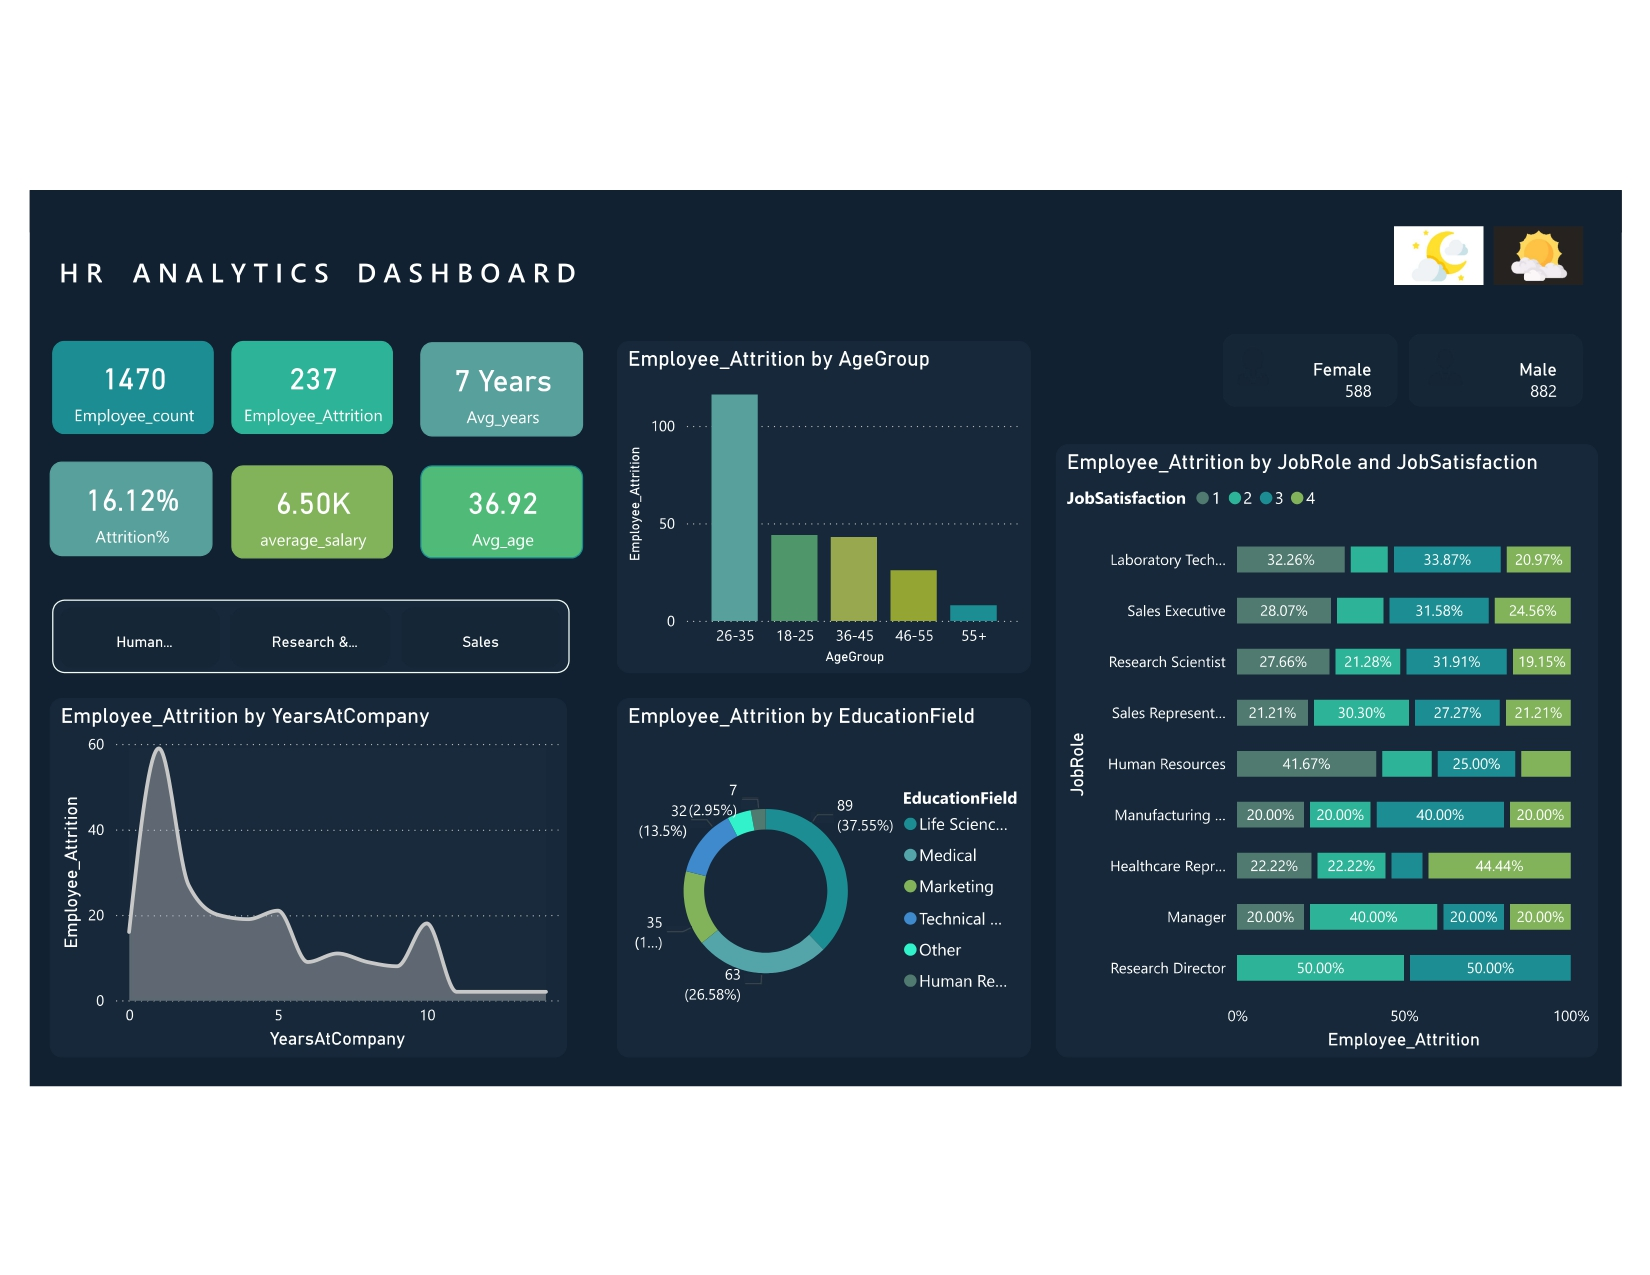 HR ANALYTICS DASHBOARD
1470
Employee_count
237
Employee_Attrition
7 Years
Avg_years
16.12%
Attrition%
6.50K
average_salary
36.92
Avg_age
Human...
Research &...
Sales
Employee_Attrition by YearsAtCompany
Employee_Attrition
60
40
20
0
0 5 10
YearsAtCompany
Employee_Attrition by AgeGroup
Employee_Attrition
100
50
0
26-35 18-25 36-45 46-55 55+
AgeGroup
Employee_Attrition by EducationField
7
(2.95%)
32
(13.5%)
89
(37.55%)
35
(1...)
63
(26.58%)
EducationField
Life Scienc...
Medical
Marketing
Technical ...
Other
Human Re...
Female
588
Male
882
Employee_Attrition by JobRole and JobSatisfaction
JobSatisfaction 1 2 3 4
JobRole
Laboratory Tech... 32.26% 33.87% 20.97%
Sales Executive 28.07% 31.58% 24.56%
Research Scientist 27.66% 21.28% 31.91% 19.15%
Sales Represent... 21.21% 30.30% 27.27% 21.21%
Human Resources 41.67% 25.00%
Manufacturing ... 20.00% 20.00% 40.00% 20.00%
Healthcare Repr... 22.22% 22.22% 44.44%
Manager 20.00% 40.00% 20.00% 20.00%
Research Director 50.00% 50.00%
0% 50% 100%
Employee_Attrition